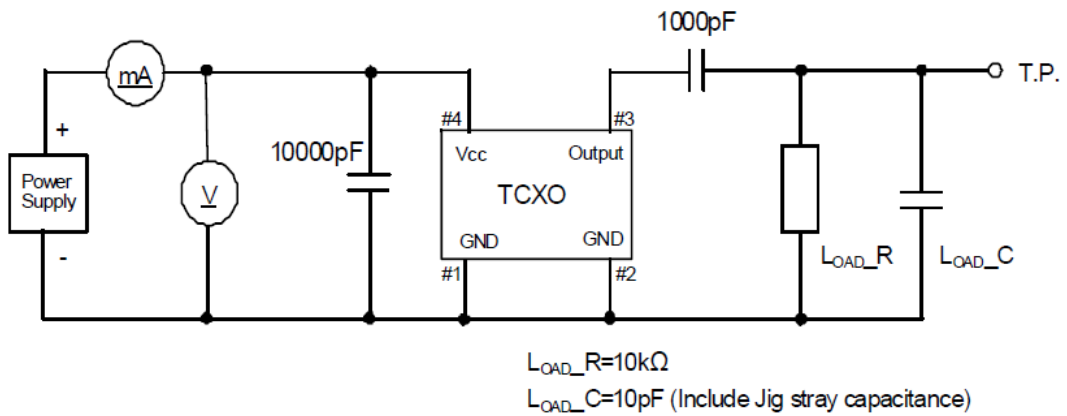 1000pF
mA
T.P.
+
#4
#3
10000pF
Vcc
Output
Power
Supply
V
TCXO
-
GND
GND
#1
#2
LOAD_R
LOAD_C
LOAD_R=10kΩ
LOAD_C=10pF (Include Jig stray capacitance)